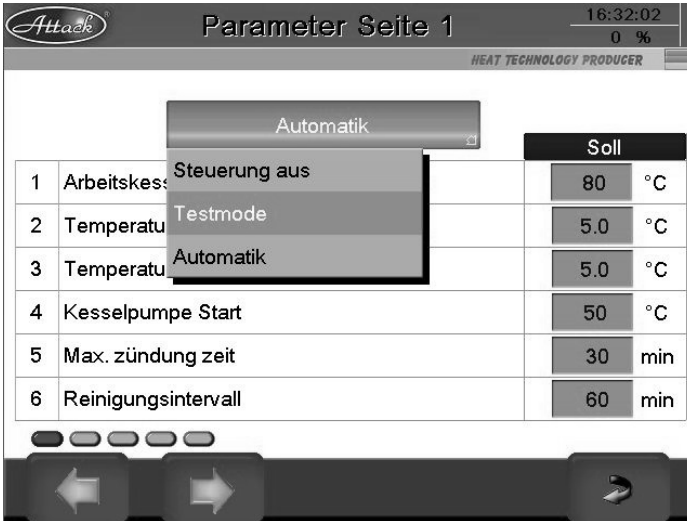 Attack
Parameter Seite 1
16:32:02
0 %
HEAT TECHNOLOGY PRODUCER
Automatik
Soll
Steuerung aus
Testmode
Automatik
1 Arbeitskess 80 °C
2 Temperatu 5.0 °C
3 Temperatu 5.0 °C
4 Kesselpumpe Start 50 °C
5 Max. zündung zeit 30 min
6 Reinigungsintervall 60 min